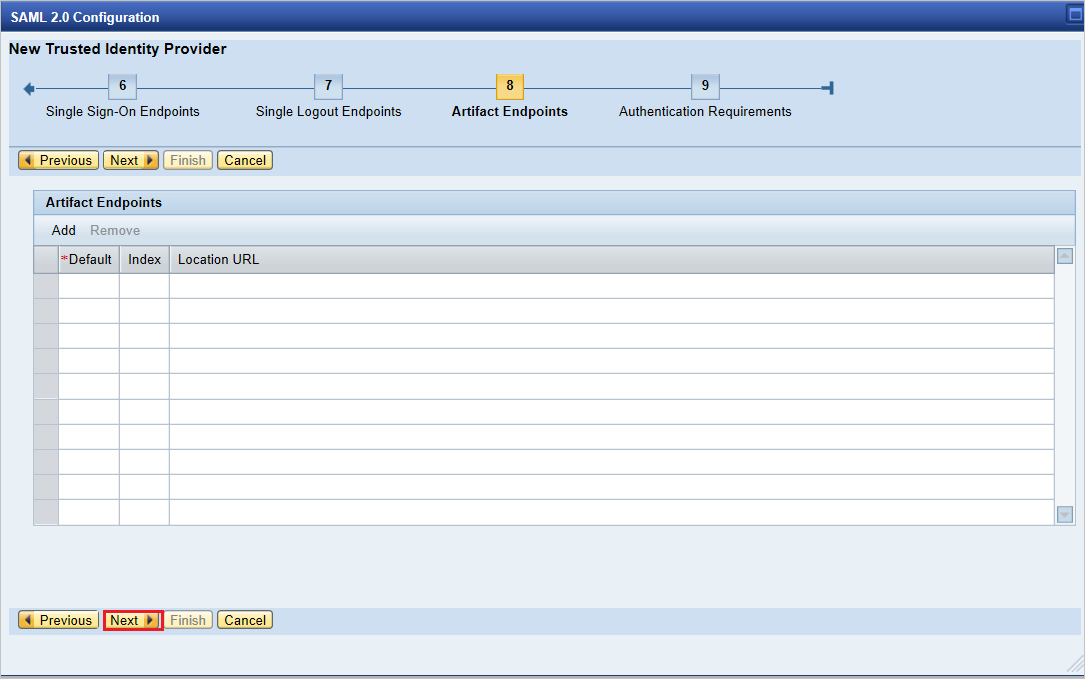 SAML 2.0 Configuration
New Trusted Identity Provider
6 7 8 9
Single Sign-On Endpoints Single Logout Endpoints Artifact Endpoints Authentication Requirements
Previous Next Finish Cancel
Artifact Endpoints
Add Remove
*Default Index Location URL
Previous Next Finish Cancel